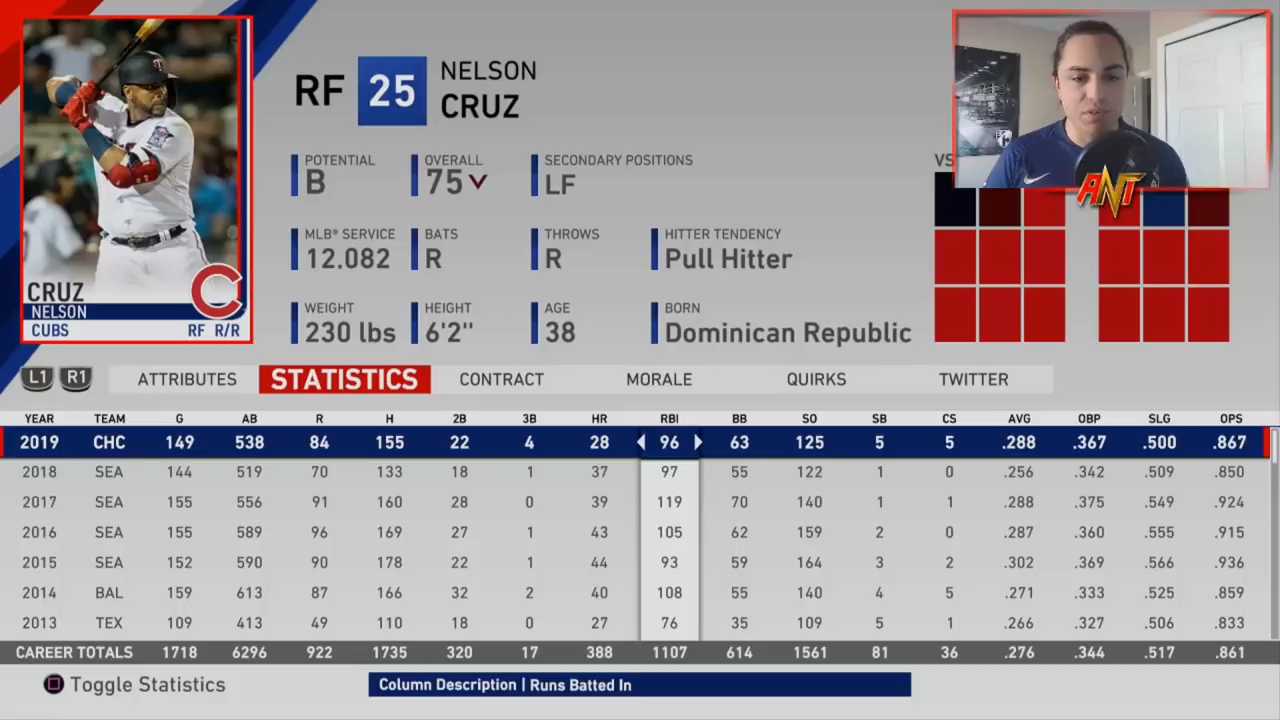 RF 25 NELSON CRUZ
POTENTIAL OVERALL SECONDARY POSITIONS
B 75 LF
MLB® SERVICE BATS THROWS HITTER TENDENCY
12.082 R R Pull Hitter
WEIGHT HEIGHT AGE BORN
230 lbs 6'2" 38 Dominican Republic
VS
ANT
CRUZ
NELSON
CUBS RF R/R
C
L1 R1 ATTRIBUTES STATISTICS CONTRACT MORALE QUIRKS TWITTER
YEAR TEAM G AB R H 2B 3B HR RBI BB SO SB CS AVG OBP SLG OPS
2019 CHC 149 538 84 155 22 4 28 96 63 125 5 5 .288 .367 .500 .867
2018 SEA 144 519 70 133 18 1 37 97 55 122 1 0 .256 .342 .509 .850
2017 SEA 155 556 91 160 28 0 39 119 70 140 1 1 .288 .375 .549 .924
2016 SEA 155 589 96 169 27 1 43 105 62 159 2 0 .287 .360 .555 .915
2015 SEA 152 590 90 178 22 1 44 93 59 164 3 2 .302 .369 .566 .936
2014 BAL 159 613 87 166 32 2 40 108 55 140 4 5 .271 .333 .525 .859
2013 TEX 109 413 49 110 18 0 27 76 35 109 5 1 .266 .327 .506 .833
CAREER TOTALS 1718 6296 922 1735 320 17 388 1107 614 1561 81 36 .276 .344 .517 .861
Toggle Statistics Column Description | Runs Batted In